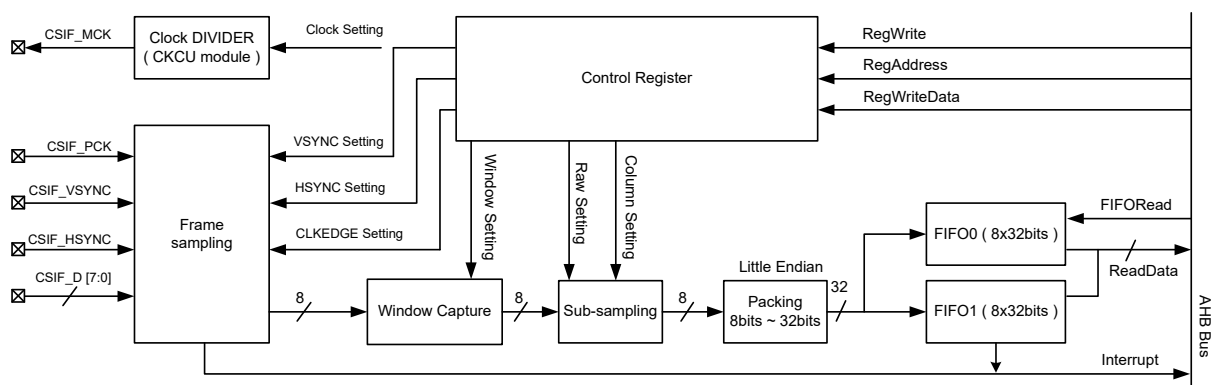 CSIF_MCK
Clock DIVIDER
( CKCU module )
Clock Setting
Control Register
RegWrite
RegAddress
RegWriteData
CSIF_PCK
CSIF_VSYNC
CSIF_HSYNC
CSIF_D [7:0]
Frame
sampling
VSYNC Setting
HSYNC Setting
CLKEDGE Setting
Window Setting
Raw Setting
Column Setting
8
Window Capture
8
Sub-sampling
8
Little Endian
Packing
8bits ~ 32bits
32
FIFO0 ( 8x32bits )
FIFO1 ( 8x32bits )
FIFORead
ReadData
Interrupt
AHB Bus